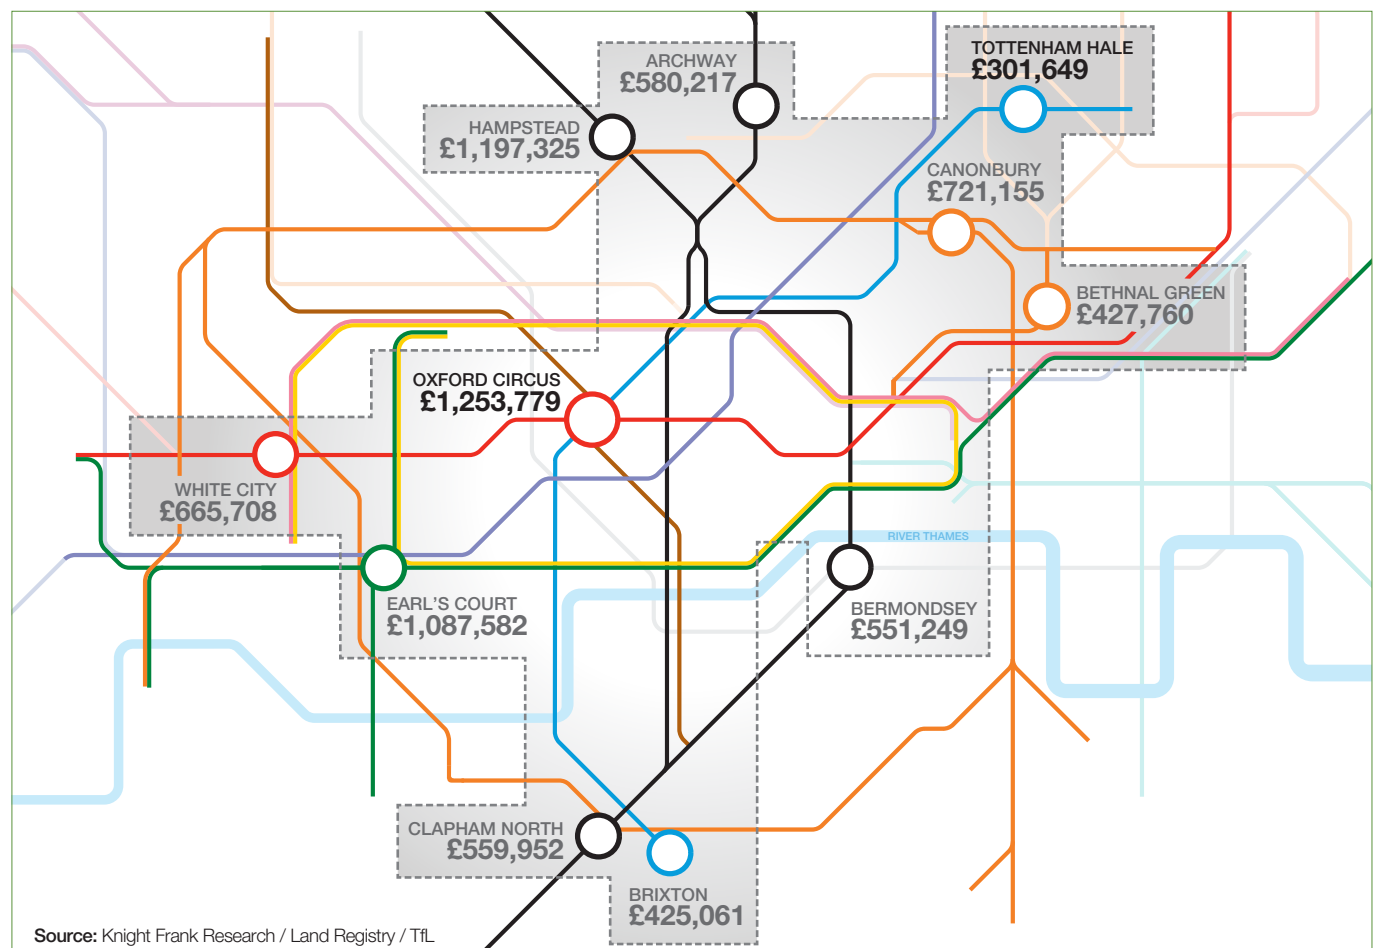 TOTTENHAM HALE
£301,649
ARCHWAY
£580,217
HAMPSTEAD
£1,197,325
CANONBURY
£721,155
BETHNAL GREEN
£427,760
OXFORD CIRCUS
£1,253,779
WHITE CITY
£665,708
RIVER THAMES
EARL'S COURT
£1,087,582
BERMONDSEY
£551,249
CLAPHAM NORTH
£559,952
BRIXTON
£425,061
Source: Knight Frank Research / Land Registry / TfL